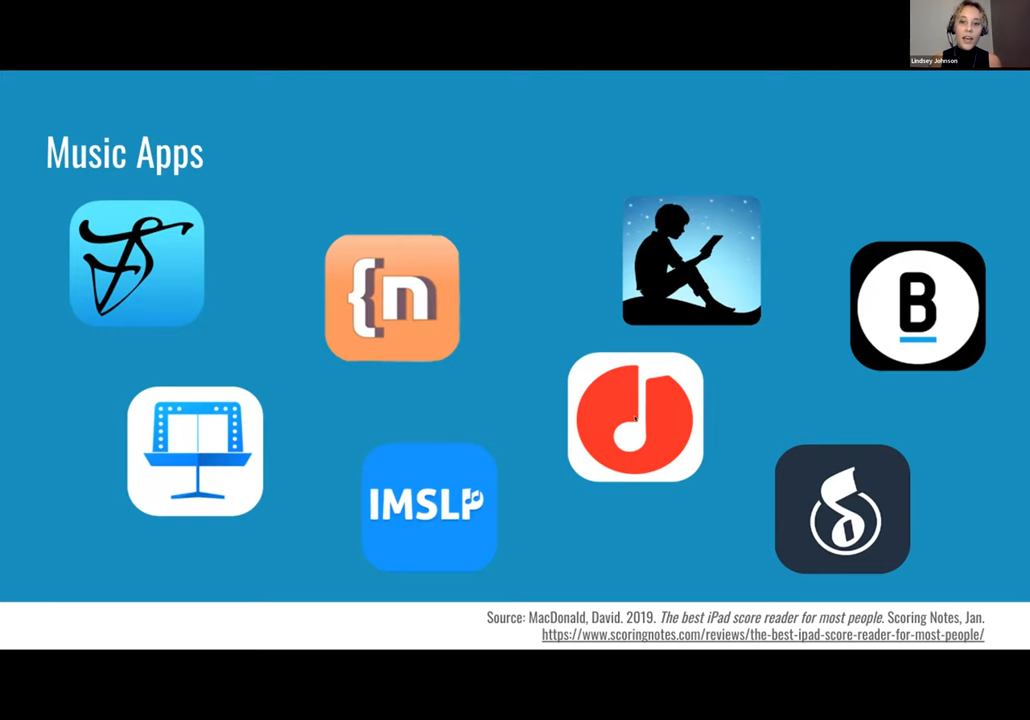 Lindsey Johnson
Music Apps
{n
B
IMSLP
Source: MacDonald, David. 2019. The best iPad score reader for most people. Scoring Notes, Jan.
https://www.scoringnotes.com/reviews/the-best-ipad-score-reader-for-most-people/